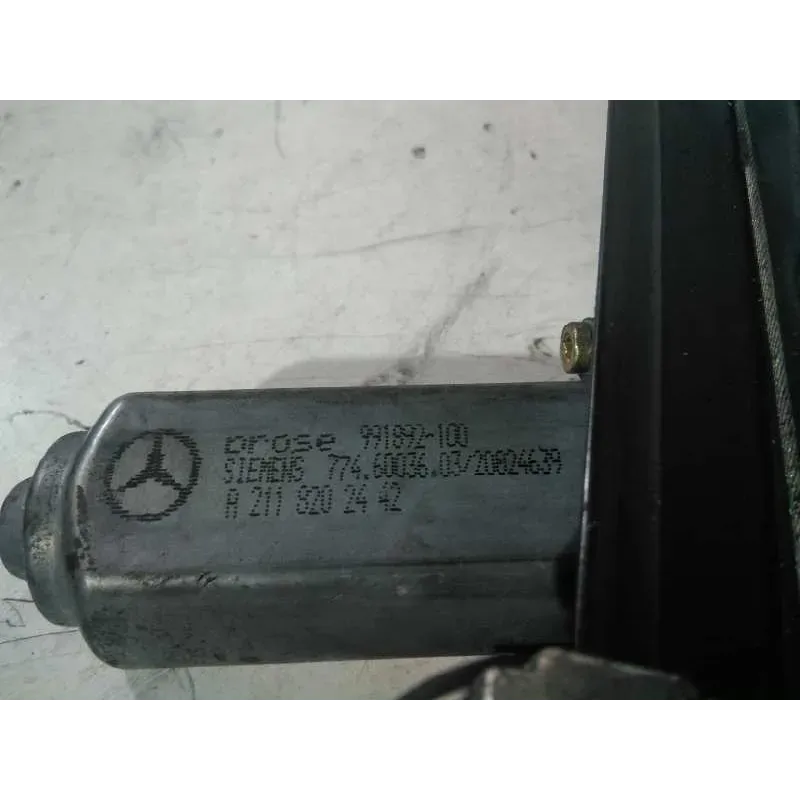 brose 991892-100
SIEMENS 774.60036.03/20824639
A 211 820 24 42